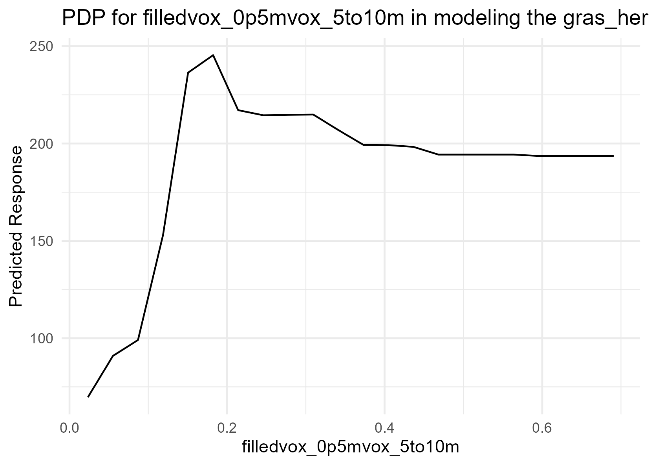 PDP for filledvox_0p5mvox_5to10m in modeling the gras_her
250
200
150
100
Predicted Response
0.0 0.2 0.4 0.6
filledvox_0p5mvox_5to10m